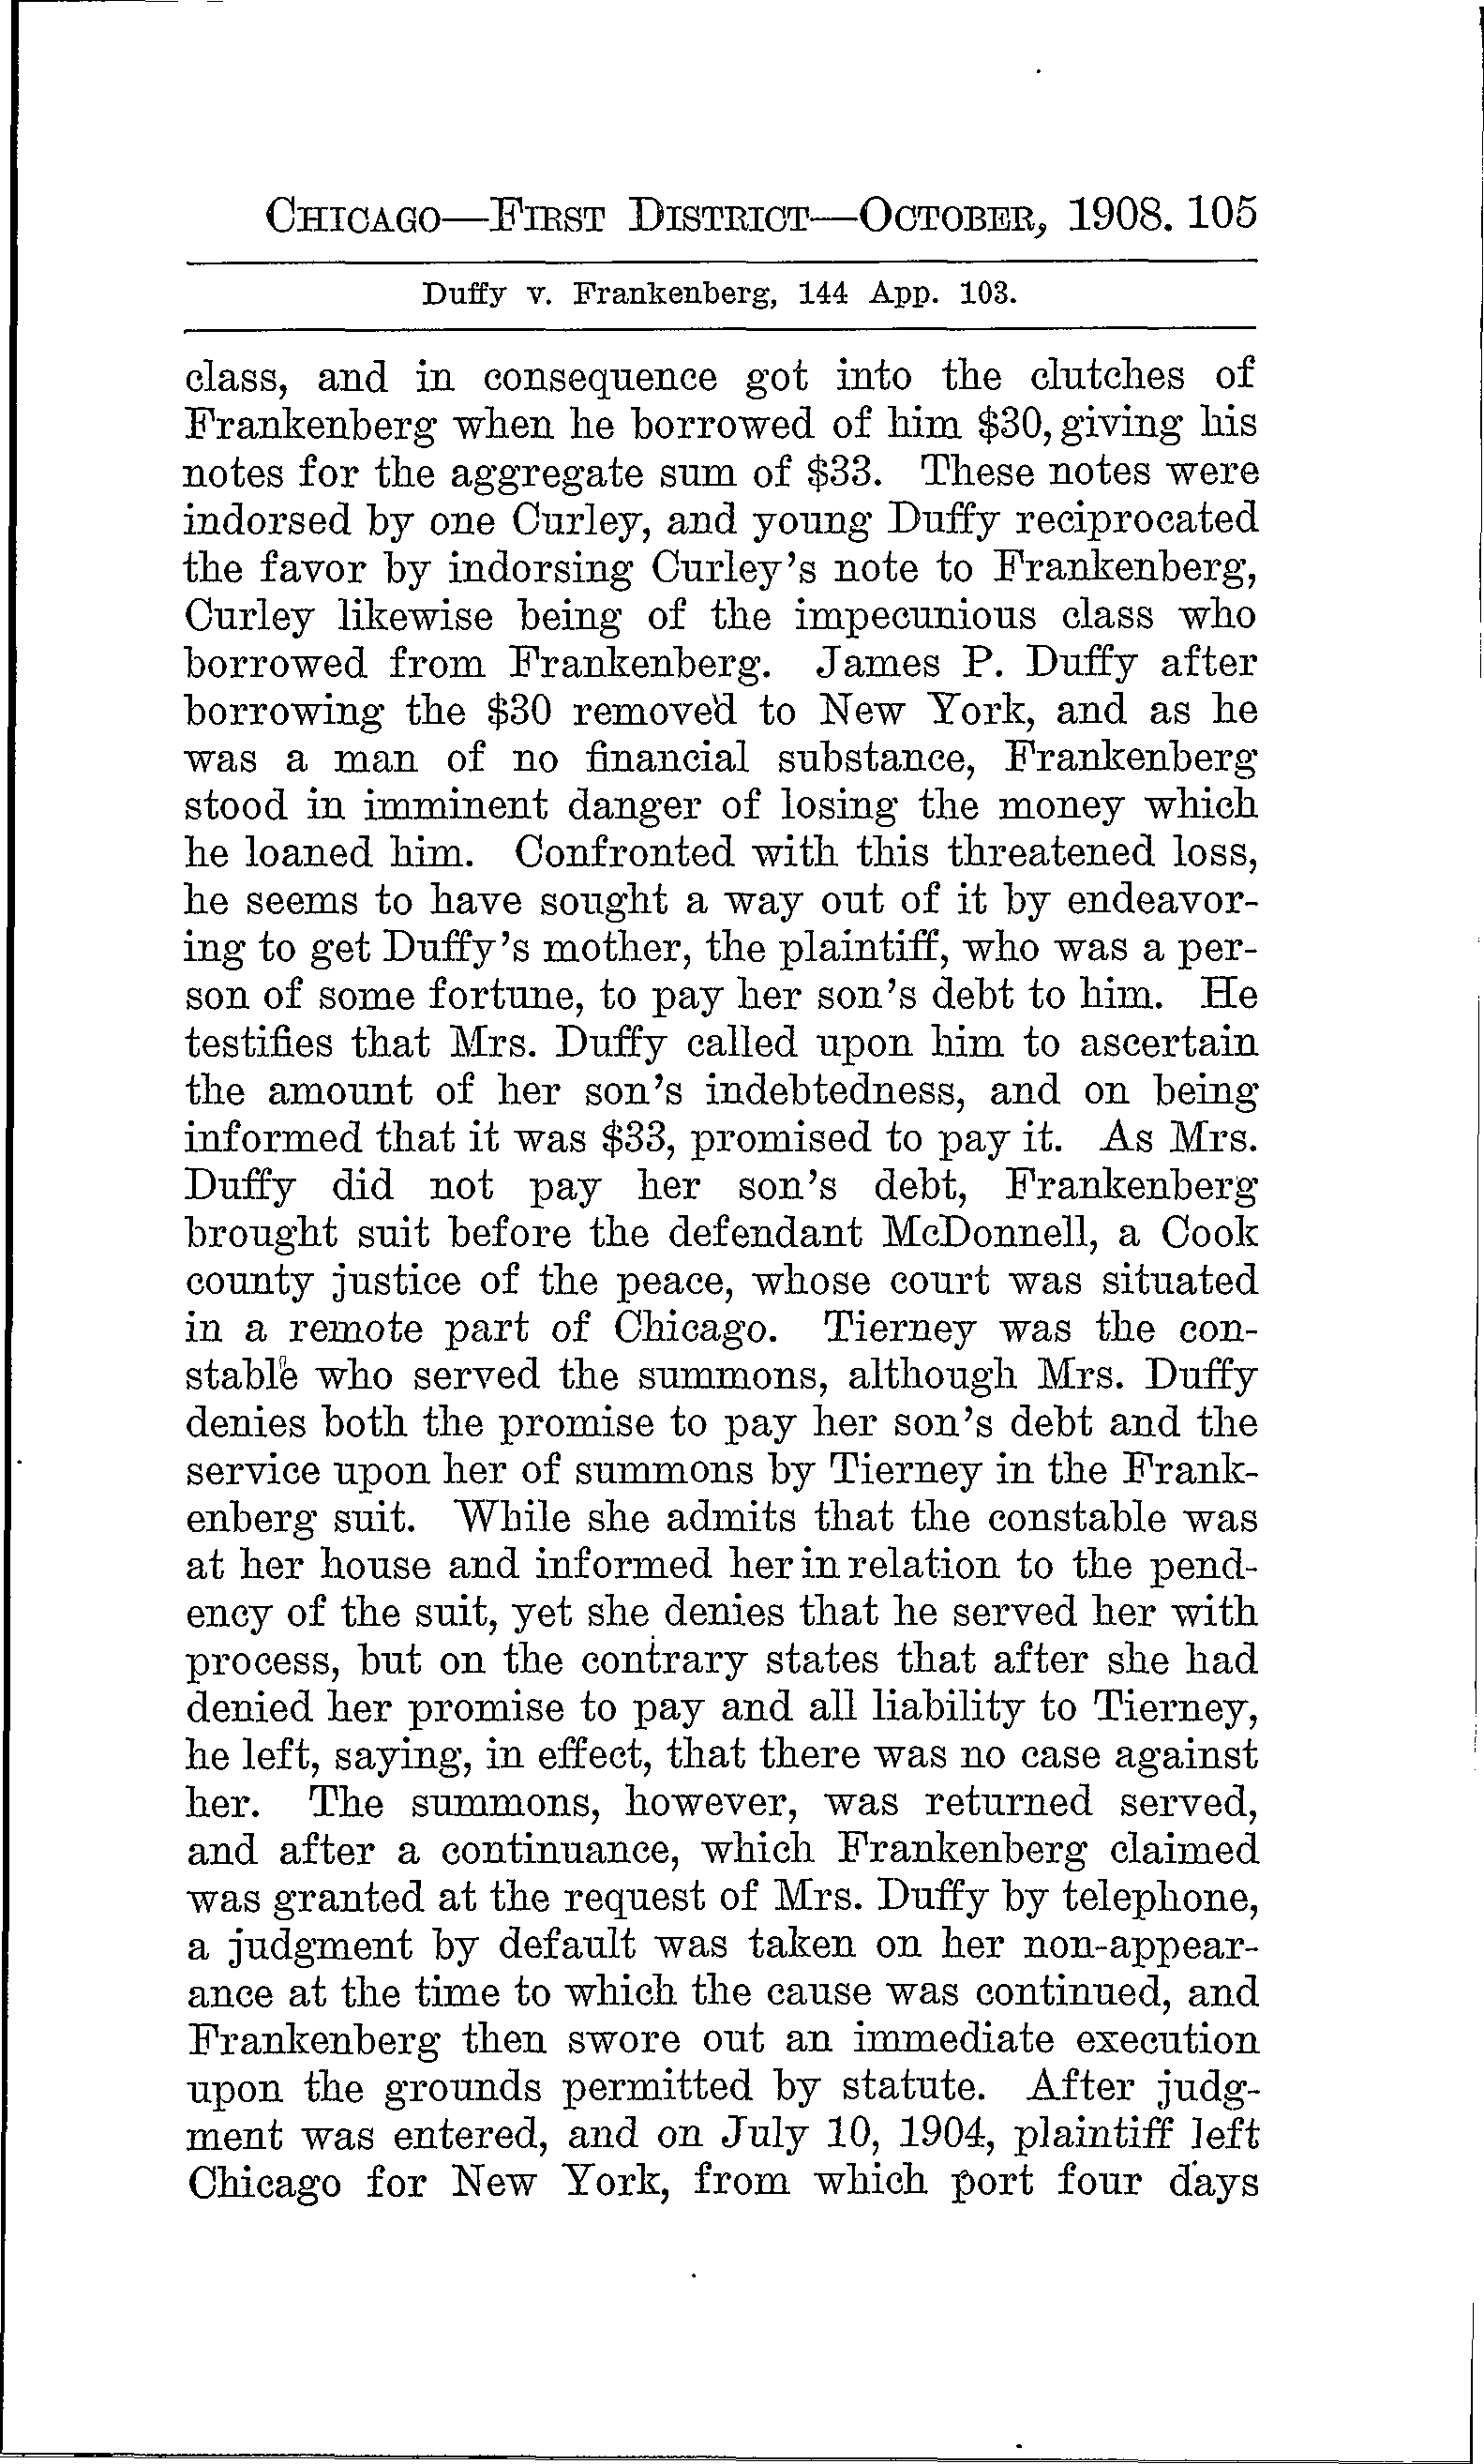 CHICAGO—FIRST DISTRICT—OCTOBER, 1908. 105
Duffy v. Frankenberg, 144 App. 103.
class, and in consequence got into the clutches of
Frankenberg when he borrowed of him $30, giving his
notes for the aggregate sum of $33. These notes were
indorsed by one Curley, and young Duffy reciprocated
the favor by indorsing Curley's note to Frankenberg,
Curley likewise being of the impecunious class who
borrowed from Frankenberg. James P. Duffy after
borrowing the $30 removed to New York, and as he
was a man of no financial substance, Frankenberg
stood in imminent danger of losing the money which
he loaned him. Confronted with this threatened loss,
he seems to have sought a way out of it by endeavor-
ing to get Duffy's mother, the plaintiff, who was a per-
son of some fortune, to pay her son's debt to him. He
testifies that Mrs. Duffy called upon him to ascertain
the amount of her son's indebtedness, and on being
informed that it was $33, promised to pay it. As Mrs.
Duffy did not pay her son's debt, Frankenberg
brought suit before the defendant McDonnell, a Cook
county justice of the peace, whose court was situated
in a remote part of Chicago. Tierney was the con-
stable who served the summons, although Mrs. Duffy
denies both the promise to pay her son's debt and the
service upon her of summons by Tierney in the Frank-
enberg suit. While she admits that the constable was
at her house and informed her in relation to the pend-
ency of the suit, yet she denies that he served her with
process, but on the contrary states that after she had
denied her promise to pay and all liability to Tierney,
he left, saying, in effect, that there was no case against
her. The summons, however, was returned served,
and after a continuance, which Frankenberg claimed
was granted at the request of Mrs. Duffy by telephone,
a judgment by default was taken on her non-appear-
ance at the time to which the cause was continued, and
Frankenberg then swore out an immediate execution
upon the grounds permitted by statute. After judg-
ment was entered, and on July 10, 1904, plaintiff left
Chicago for New York, from which port four days